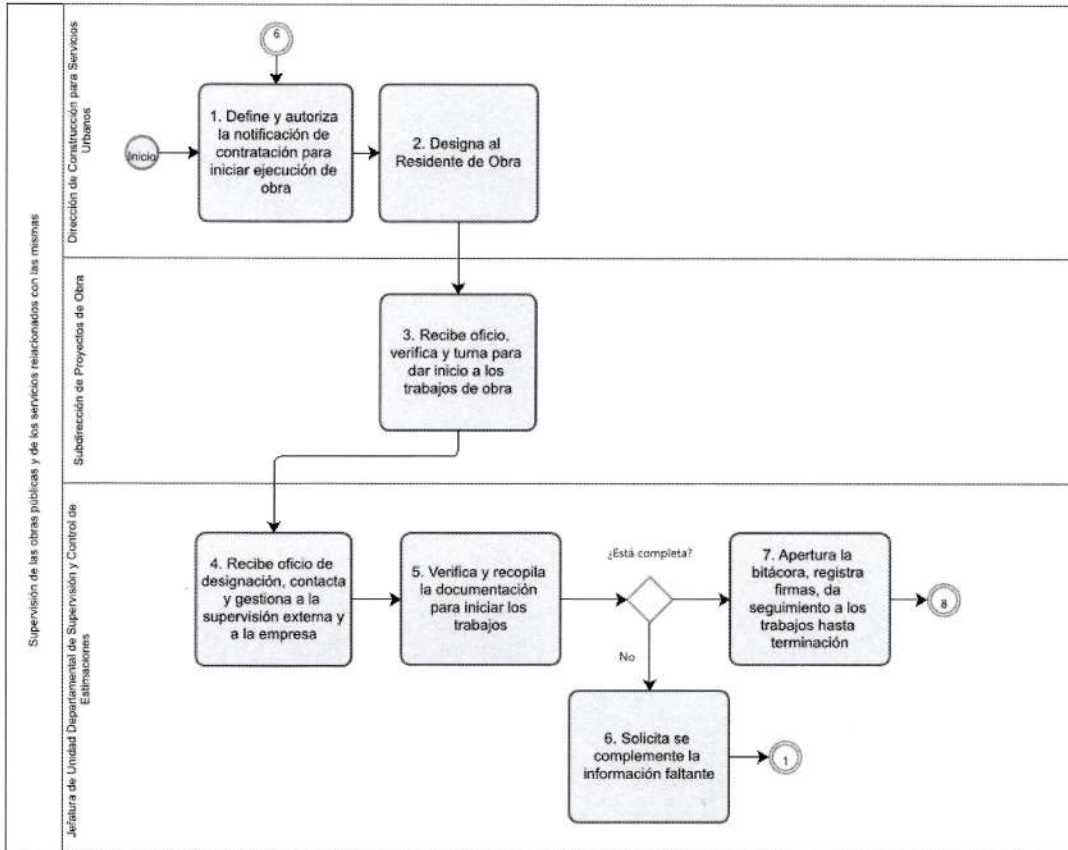 Supervisión de las obras públicas y de los servicios relacionados con las mismas
Dirección de Construcción para Servicios
Urbanos
6
Inicio
1. Define y autoriza
la notificación de
contratación para
iniciar ejecución de
obra
2. Designa al
Residente de Obra
Subdirección de Proyectos de Obra
3. Recibe oficio,
verifica y turna para
dar inicio a los
trabajos de obra
Jefatura de Unidad Departamental de Supervisión y Control de
Estimaciones
4. Recibe oficio de
designación, contacta
y gestiona a la
supervisión externa y
a la empresa
5. Verifica y recopila
la documentación
para iniciar los
trabajos
¿Está completa?
No
7. Apertura la
bitácora, registra
firmas, da
seguimiento a los
trabajos hasta
terminación
8
6. Solicita se
complemente la
información faltante
1